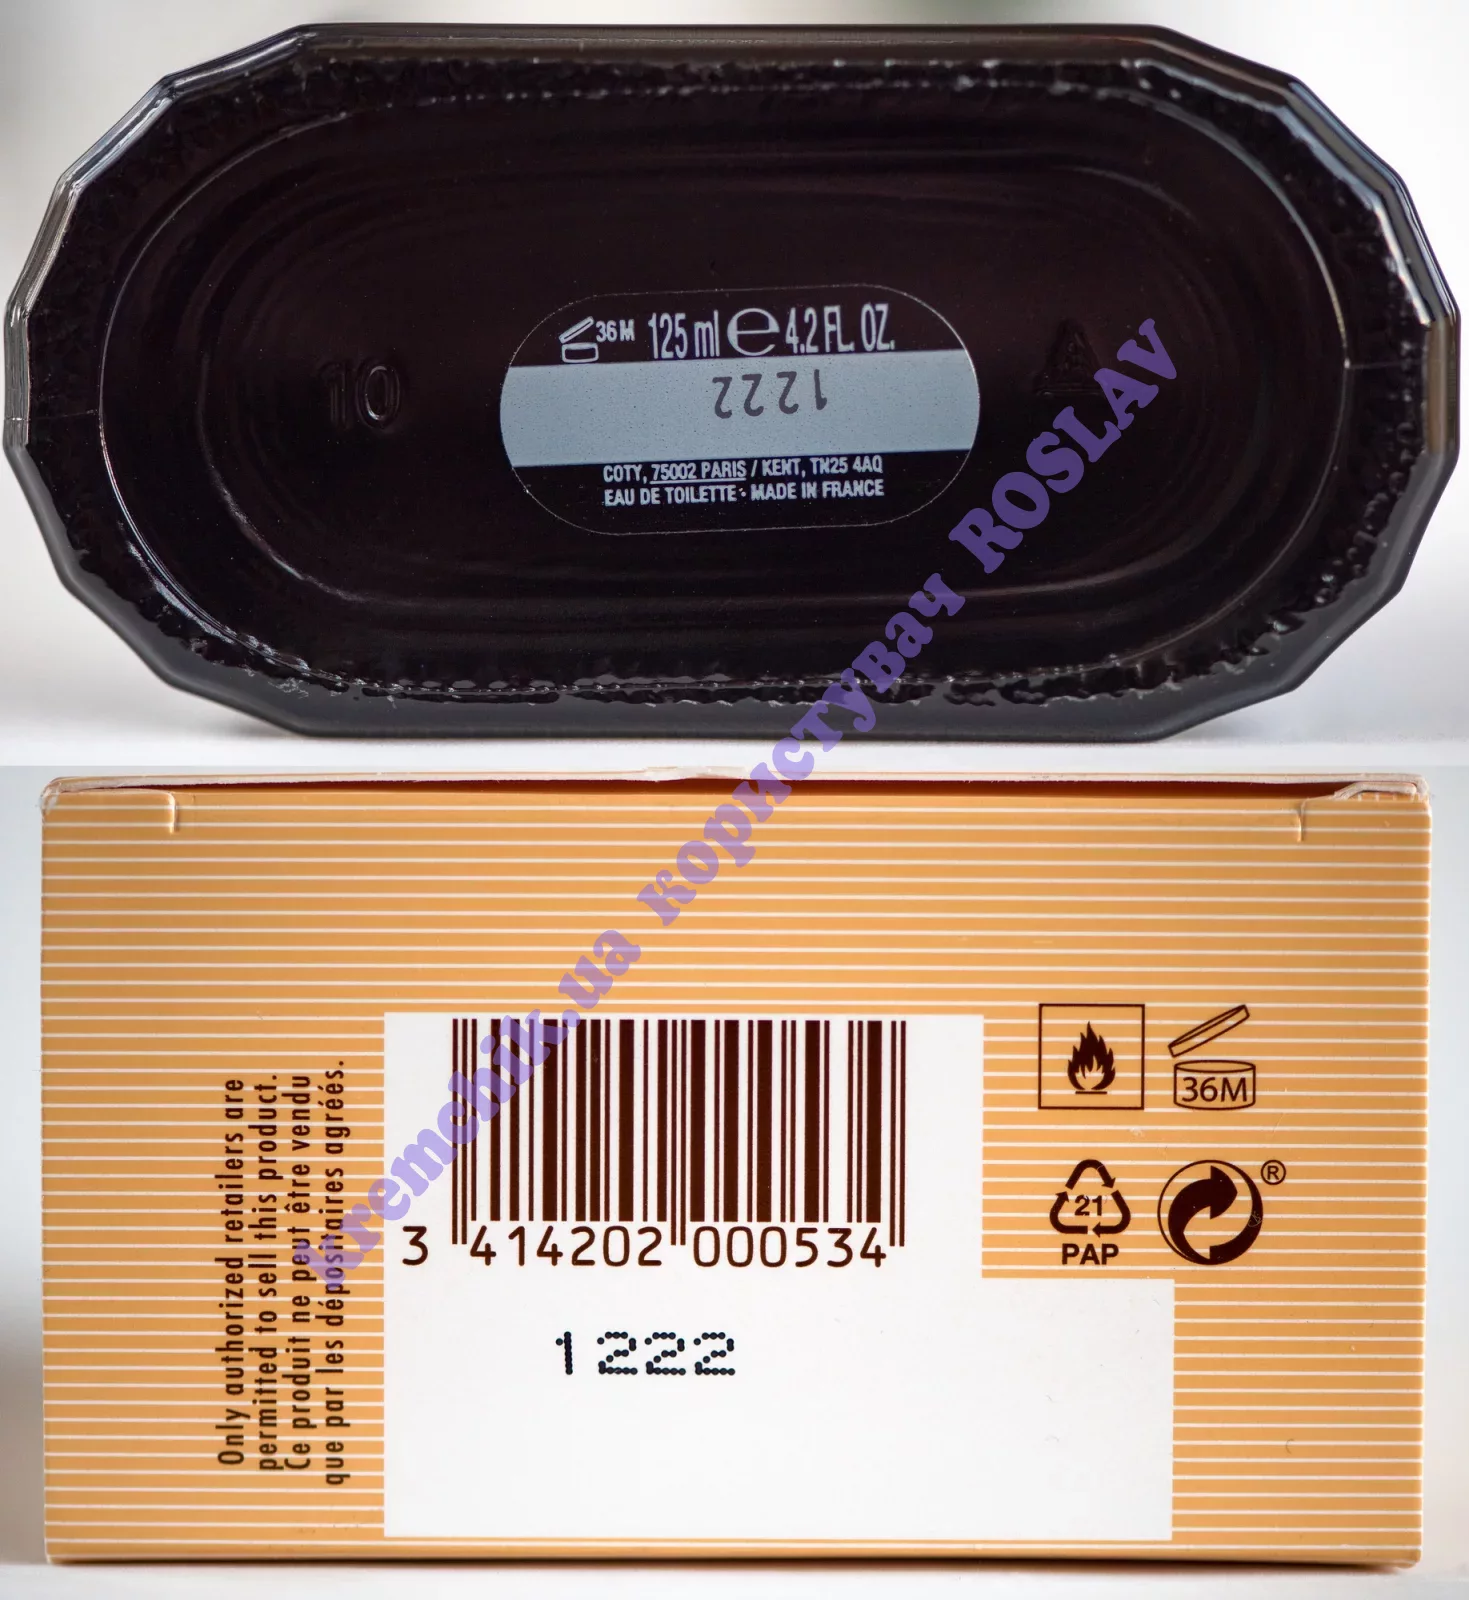 36M 125 ml e 4.2 FL. OZ.
1222
10
COTY, 75002 PARIS / KENT, TN25 4AQ
EAU DE TOILETTE - MADE IN FRANCE
kremchik.ua користувач ROSLAV
Only authorized retailers are
permitted to sell this product.
Ce produit ne peut être vendu
que par les dépositaires agréés.
3 414202 000534
36M
21
PAP
®
1222